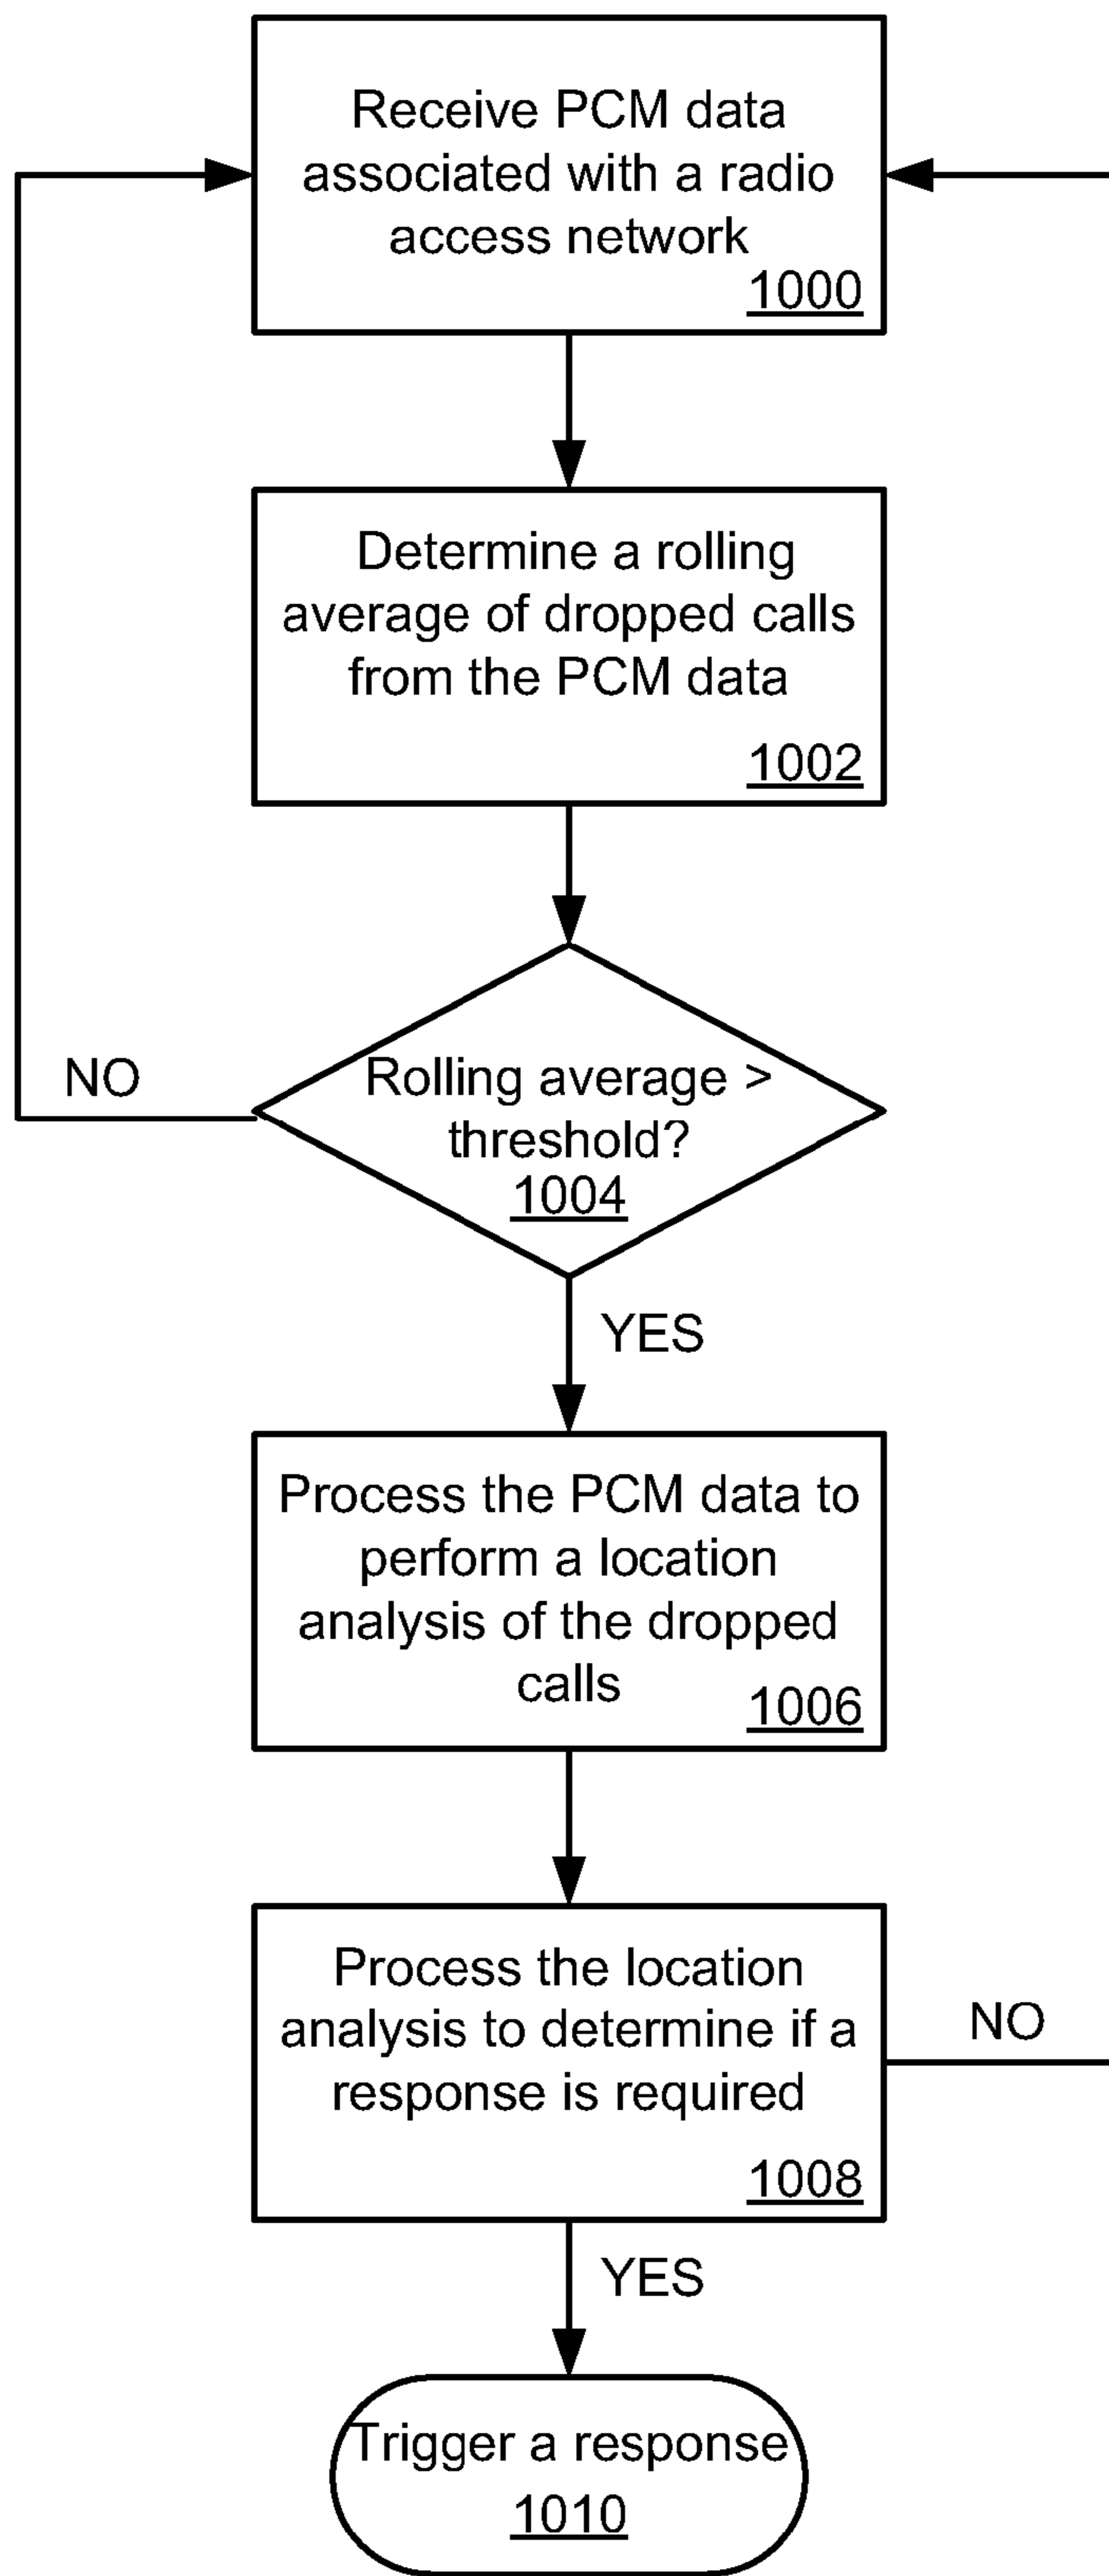 Receive PCM data
associated with a radio
access network
1000
Determine a rolling
average of dropped calls
from the PCM data
1002
NO
Rolling average >
threshold?
1004
YES
Process the PCM data to
perform a location
analysis of the dropped
calls
1006
Process the location
analysis to determine if a
response is required
1008
NO
YES
Trigger a response
1010